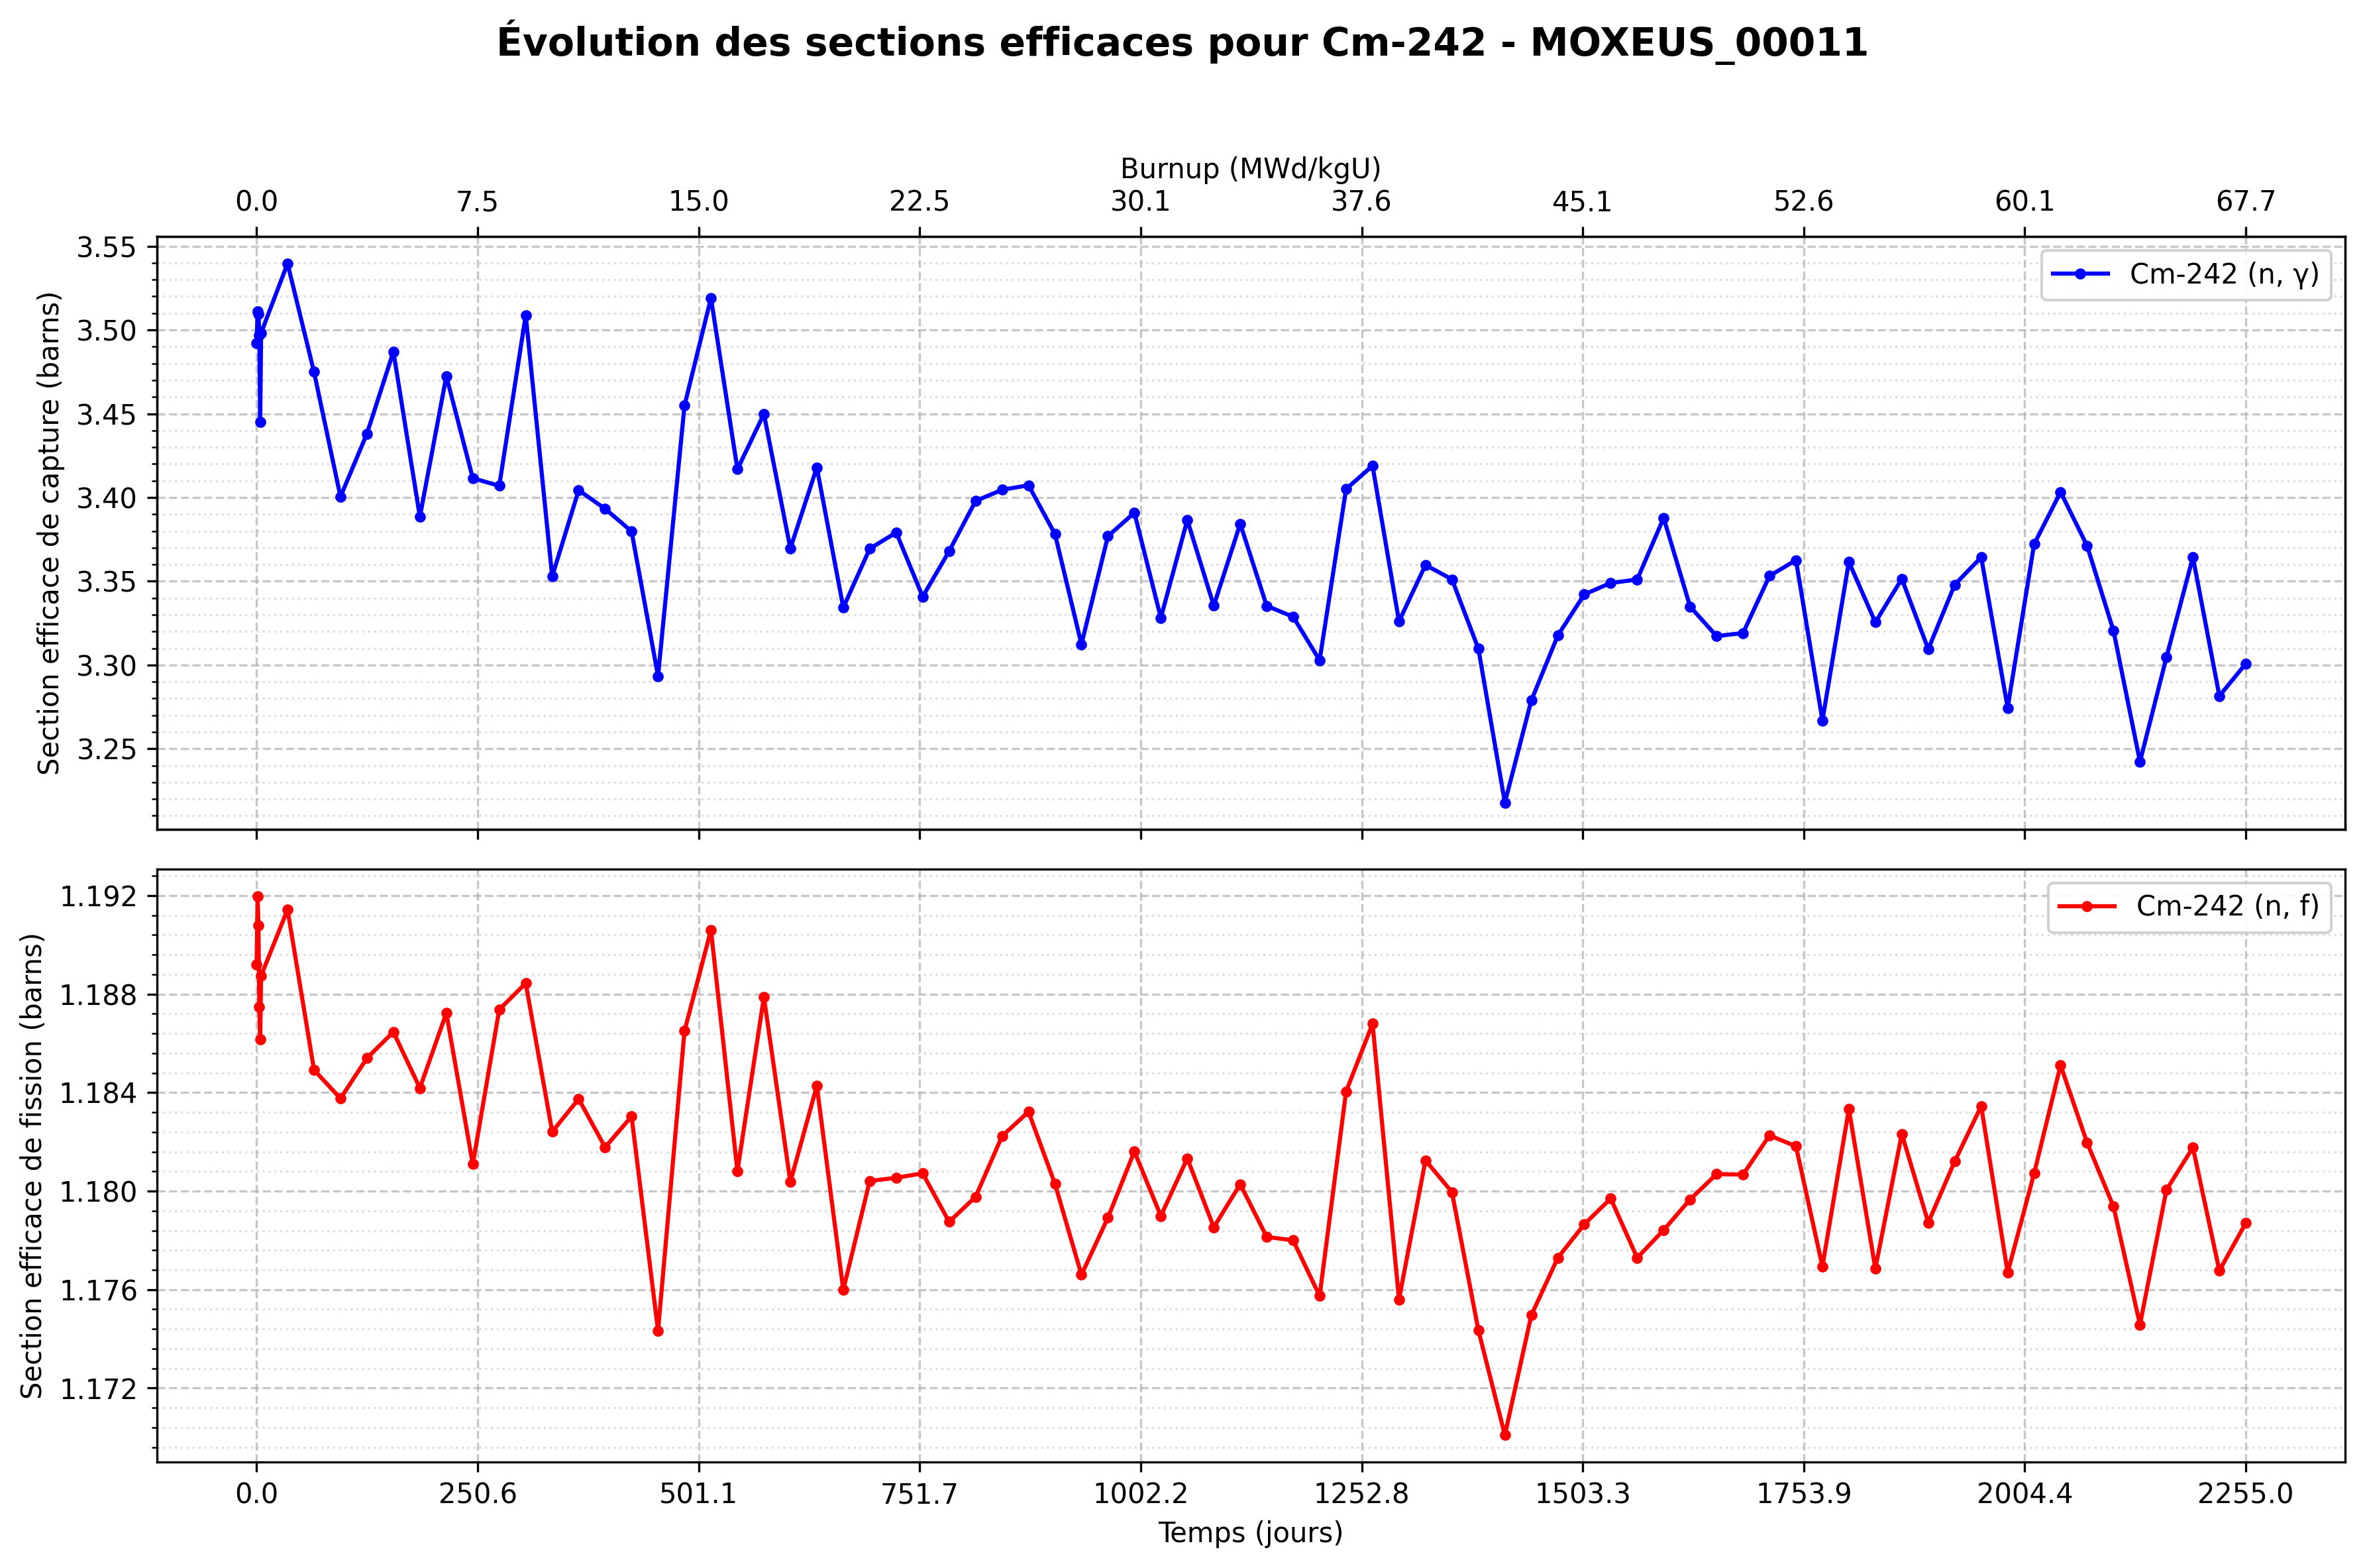 Évolution des sections efficaces pour Cm-242 - MOXEUS_00011
Burnup (MWd/kgU)
0.0 7.5 15.0 22.5 30.1 37.6 45.1 52.6 60.1 67.7
Section efficace de capture (barns)
3.55
3.50
3.45
3.40
3.35
3.30
3.25
Cm-242 (n, γ)
Section efficace de fission (barns)
1.192
1.188
1.184
1.180
1.176
1.172
Cm-242 (n, f)
0.0 250.6 501.1 751.7 1002.2 1252.8 1503.3 1753.9 2004.4 2255.0
Temps (jours)